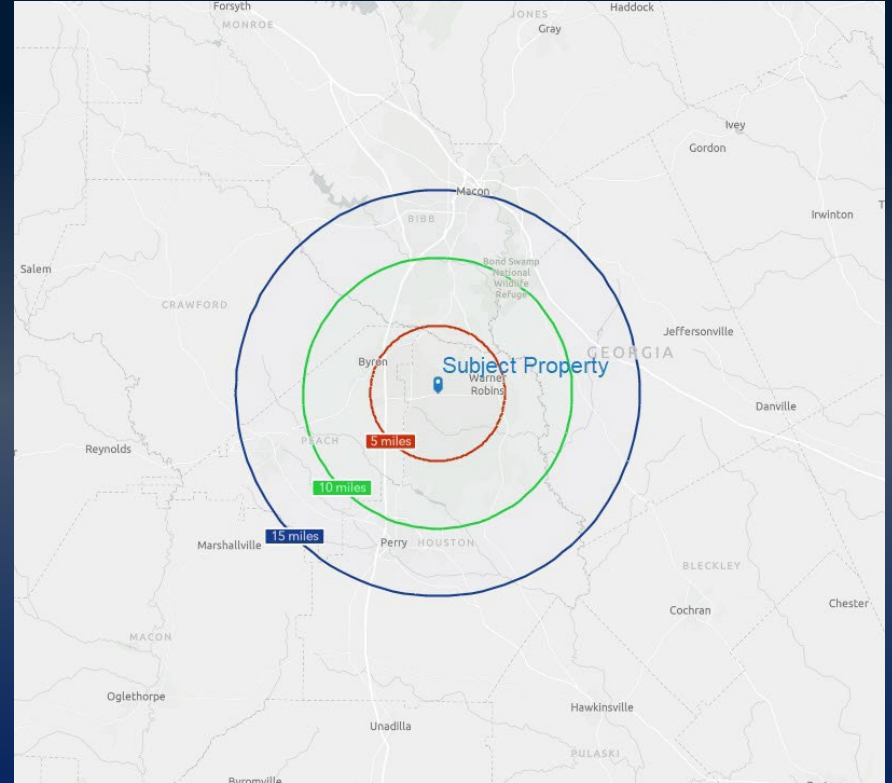 Forsyth
Haddock
MONROE
JONES
Gray
Ivey
Gordon
Macon
BIBB
Irwinton
Salem
Bond Swamp
National
Wildlife
Refuge
CRAWFORD
Jeffersonville
GEORGIA
Byron
Subject Property
Warner
Robins
Danville
PEACH
5 miles
Reynolds
10 miles
15 miles
Marshallville
Perry
HOUSTON
BLECKLEY
Cochran
Chester
MACON
Oglethorpe
Hawkinsville
Unadilla
PULASKI
Byromville